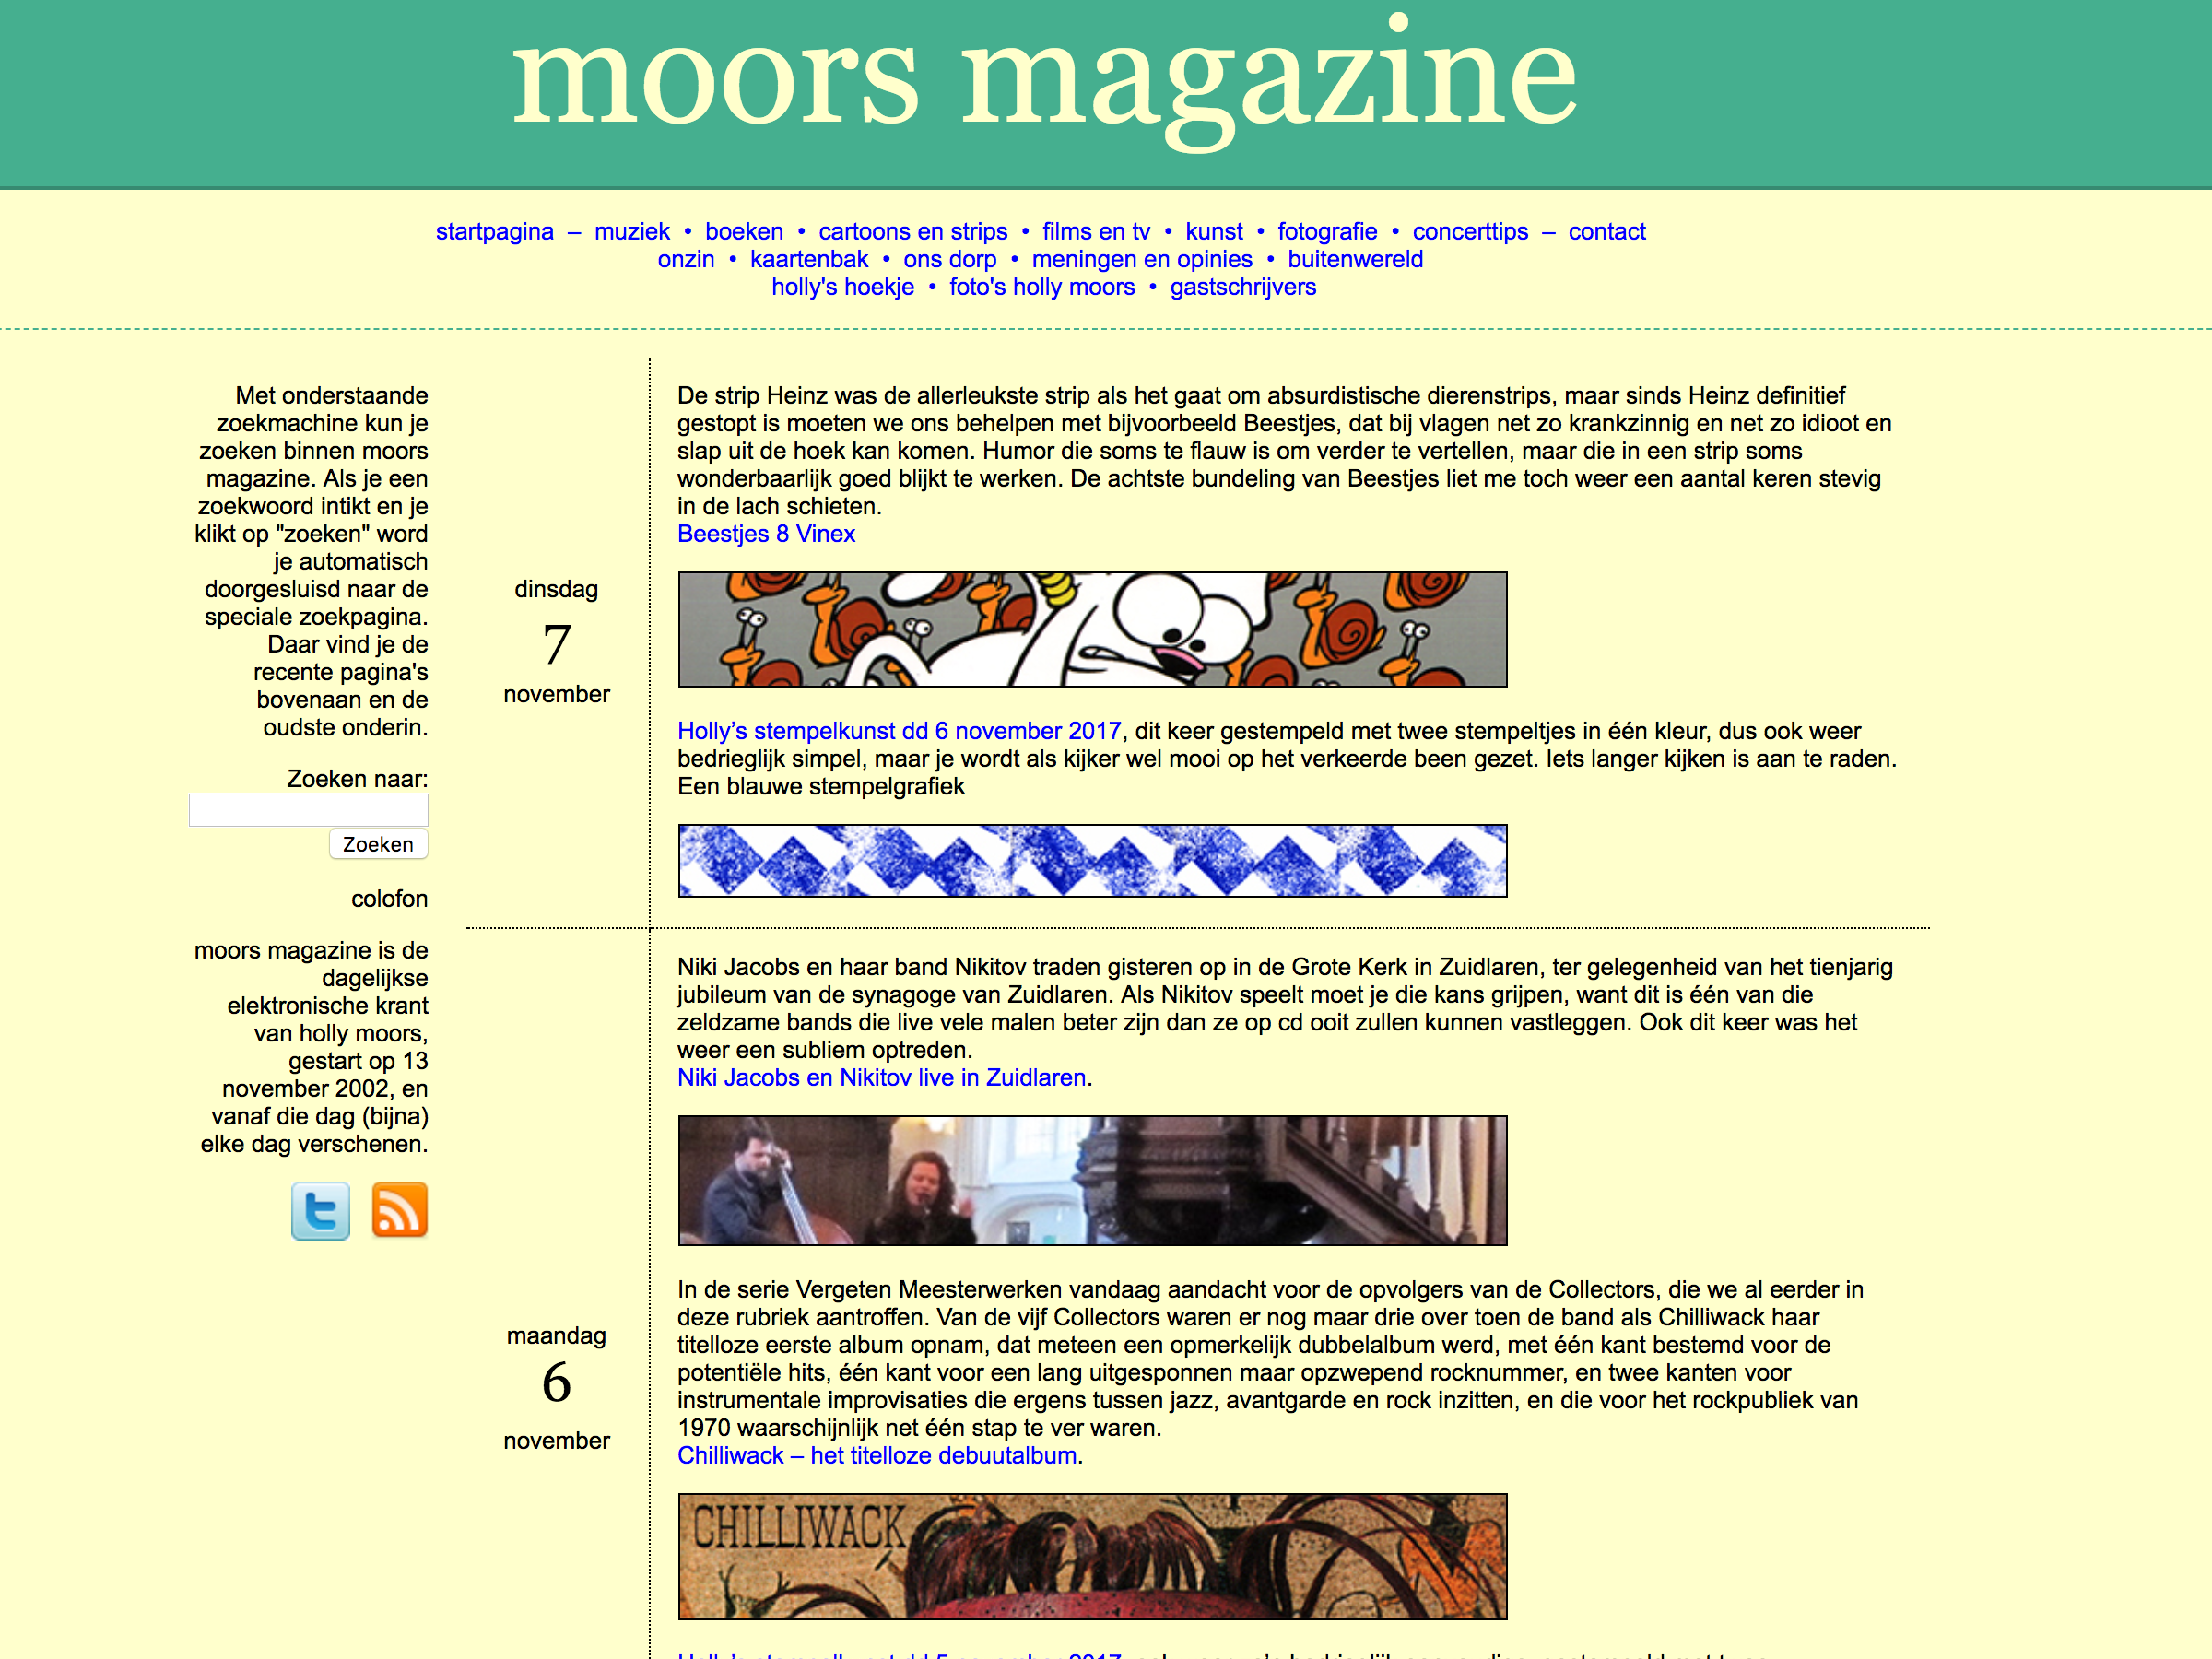 moors magazine
startpagina – muziek • boeken • cartoons en strips • films en tv • kunst • fotografie • concerttips – contact
onzin • kaartenbak • ons dorp • meningen en opinies • buitenwereld
holly's hoekje • foto's holly moors • gastschrijvers
Met onderstaande
zoekmachine kun je
zoeken binnen moors
magazine. Als je een
zoekwoord intikt en je
klikt op "zoeken" word
je automatisch
doorgesluisd naar de
speciale zoekpagina.
Daar vind je de
recente pagina's
bovenaan en de
oudste onderin.
Zoeken naar:
Zoeken
colofon
moors magazine is de
dagelijkse
elektronische krant
van holly moors,
gestart op 13
november 2002, en
vanaf die dag (bijna)
elke dag verschenen.
dinsdag
7
november
De strip Heinz was de allerleukste strip als het gaat om absurdistische dierenstrips, maar sinds Heinz definitief
gestopt is moeten we ons behelpen met bijvoorbeeld Beestjes, dat bij vlagen net zo krankzinnig en net zo idioot en
slap uit de hoek kan komen. Humor die soms te flauw is om verder te vertellen, maar die in een strip soms
wonderbaarlijk goed blijkt te werken. De achtste bundeling van Beestjes liet me toch weer een aantal keren stevig
in de lach schieten.
Beestjes 8 Vinex
Holly’s stempelkunst dd 6 november 2017, dit keer gestempeld met twee stempeltjes in één kleur, dus ook weer
bedrieglijk simpel, maar je wordt als kijker wel mooi op het verkeerde been gezet. Iets langer kijken is aan te raden.
Een blauwe stempelgrafiek
maandag
6
november
Niki Jacobs en haar band Nikitov traden gisteren op in de Grote Kerk in Zuidlaren, ter gelegenheid van het tienjarig
jubileum van de synagoge van Zuidlaren. Als Nikitov speelt moet je die kans grijpen, want dit is één van die
zeldzame bands die live vele malen beter zijn dan ze op cd ooit zullen kunnen vastleggen. Ook dit keer was het
weer een subliem optreden.
Niki Jacobs en Nikitov live in Zuidlaren.
In de serie Vergeten Meesterwerken vandaag aandacht voor de opvolgers van de Collectors, die we al eerder in
deze rubriek aantroffen. Van de vijf Collectors waren er nog maar drie over toen de band als Chilliwack haar
titelloze eerste album opnam, dat meteen een opmerkelijk dubbelalbum werd, met één kant bestemd voor de
potentiële hits, één kant voor een lang uitgesponnen maar opzwepend rocknummer, en twee kanten voor
instrumentale improvisaties die ergens tussen jazz, avantgarde en rock inzitten, en die voor het rockpubliek van
1970 waarschijnlijk net één stap te ver waren.
Chilliwack – het titelloze debuutalbum.
CHILLIWACK